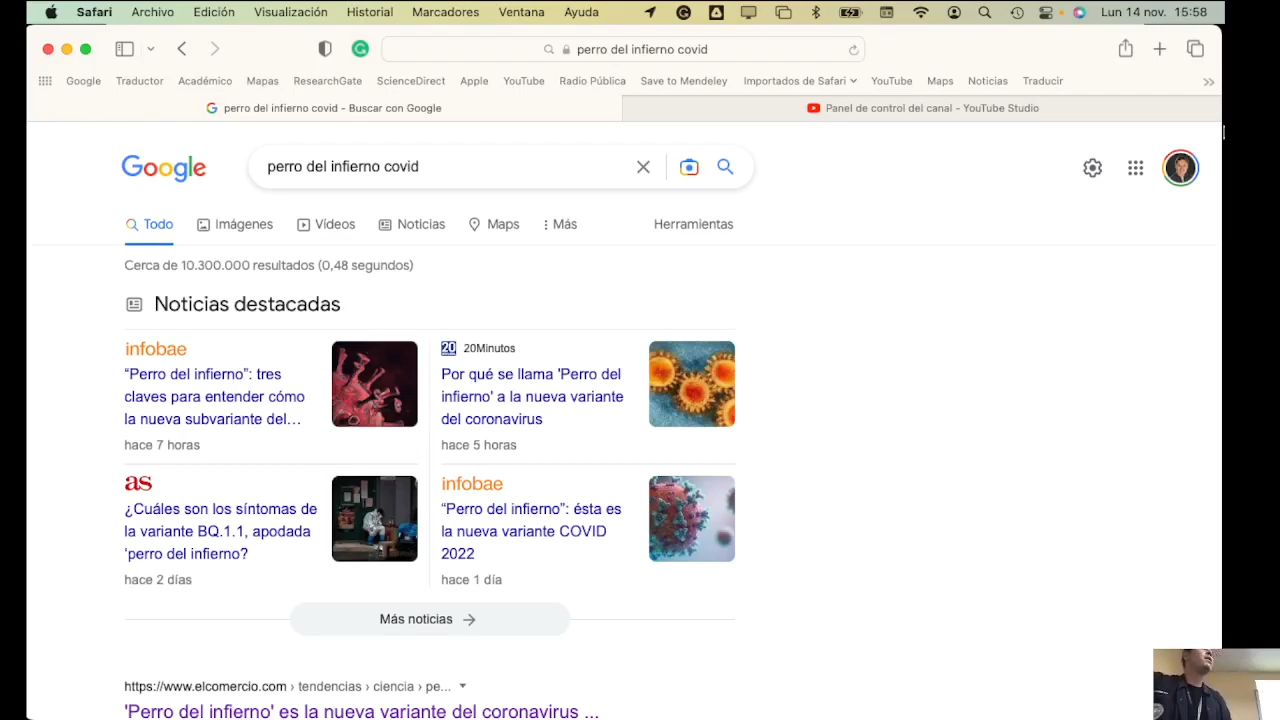 Safari Archivo Edición Visualización Historial Marcadores Ventana Ayuda Lun 14 nov. 15:58
perro del infierno covid
Google Traductor Académico Mapas ResearchGate ScienceDirect Apple YouTube Radio Pública Save to Mendeley Importados de Safari YouTube Maps Noticias Traducir
perro del infierno covid - Buscar con Google
Panel de control del canal - YouTube Studio
Google
perro del infierno covid
Todo Imágenes Vídeos Noticias Maps Más Herramientas
Cerca de 10.300.000 resultados (0,48 segundos)
Noticias destacadas
infobae
“Perro del infierno”: tres
claves para entender cómo
la nueva subvariante del...
hace 7 horas
20 20Minutos
Por qué se llama 'Perro del
infierno' a la nueva variante
del coronavirus
hace 5 horas
as
¿Cuáles son los síntomas de
la variante BQ.1.1, apodada
'perro del infierno?
hace 2 días
infobae
“Perro del infierno”: ésta es
la nueva variante COVID
2022
hace 1 día
Más noticias
https://www.elcomercio.com › tendencias › ciencia › pe...
'Perro del infierno' es la nueva variante del coronavirus ...